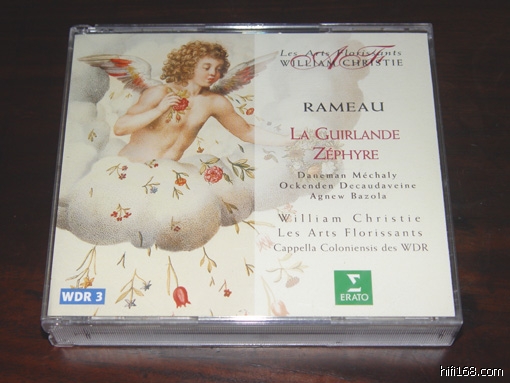 Les Arts Florissants
WILLIAM CHRISTIE
RAMEAU
LA GUIRLANDE
ZÉPHYRE
Daneman Méchaly
Ockenden Decaudaveine
Agnew Bazola
William Christie
Les Arts Florissants
Cappella Coloniensis des WDR
WDR 3
ERATO
hifi168.com